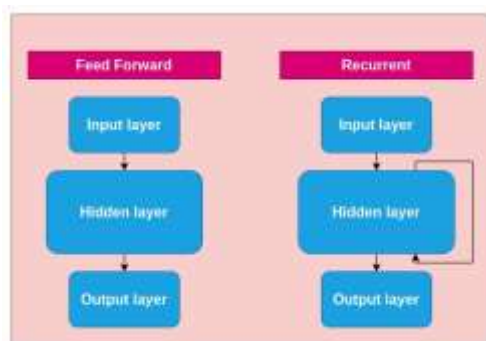 Feed Forward
Input layer
Hidden layer
Output layer
Recurrent
Input layer
Hidden layer
Output layer